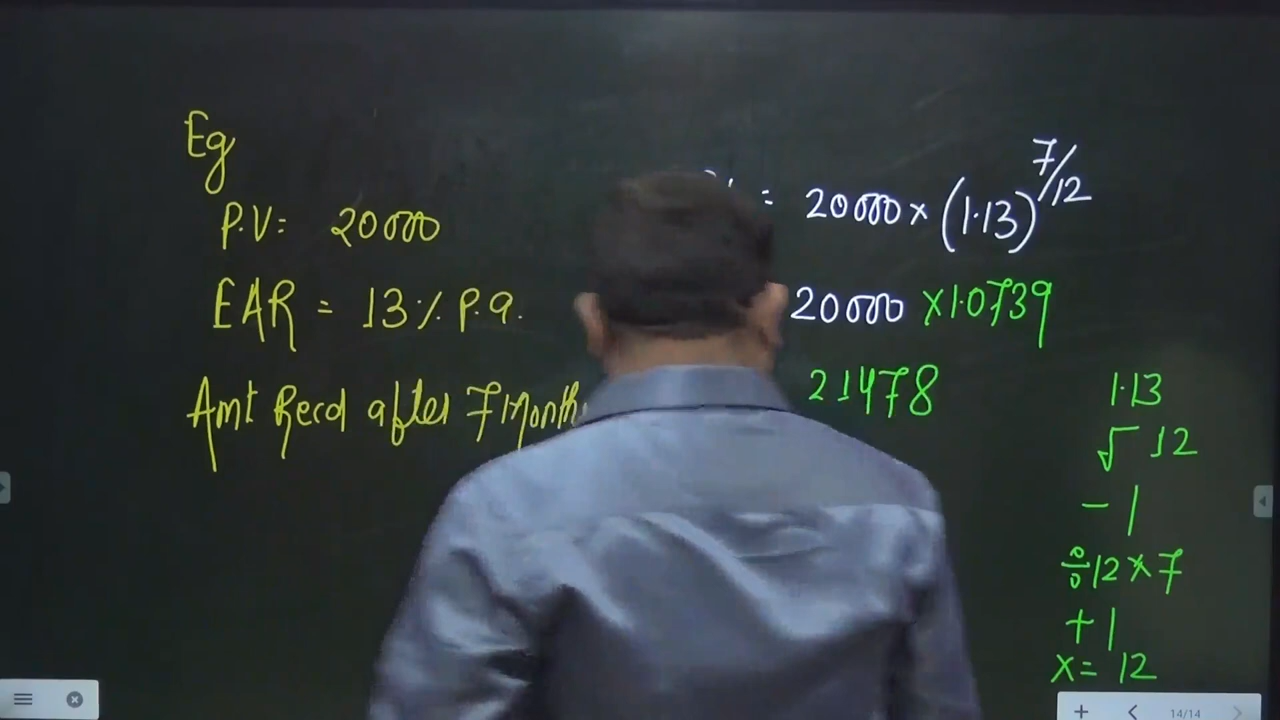 Eg
P.V = 20000
EAR = 13% P.a.
Amt Recd after 7 Month
= 20000 × (1.13)^7/12
20000 × 1.0739
21478
1.13
√ 12
- 1
÷ 12 × 7
+ 1
x = 12
14/14